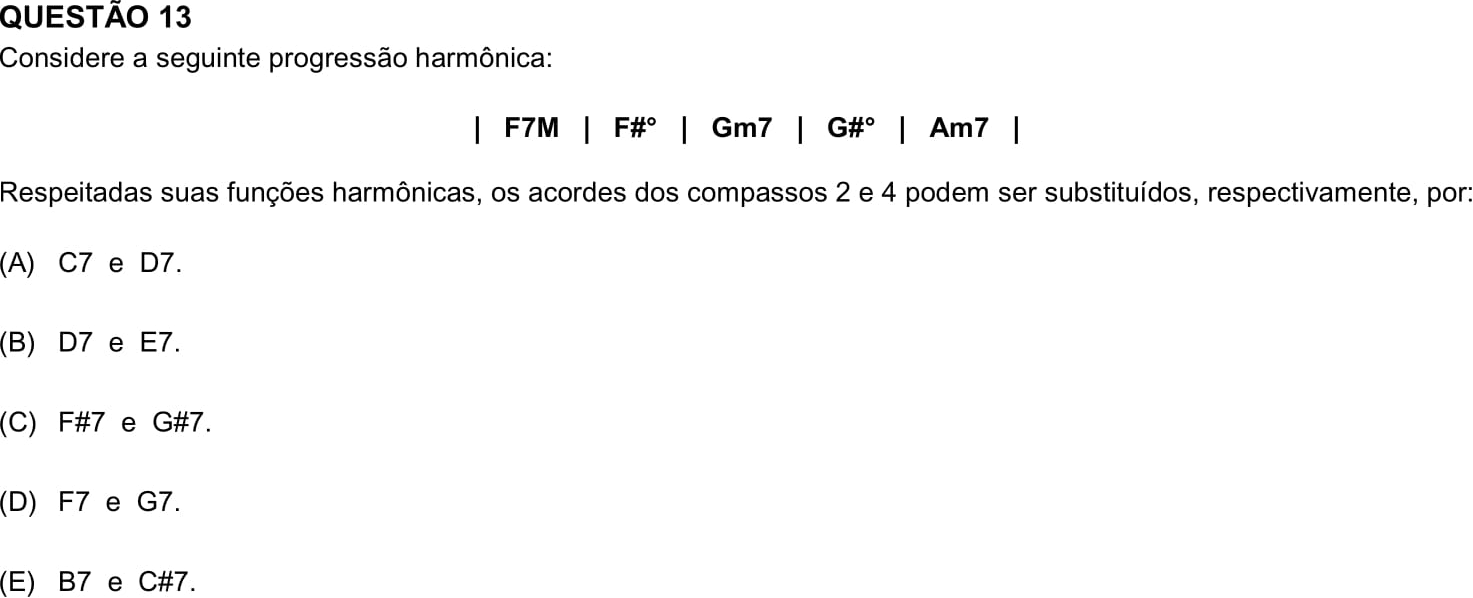 QUESTÃO 13
Considere a seguinte progressão harmônica:
| F7M | F#° | Gm7 | G#° | Am7 |
Respeitadas suas funções harmônicas, os acordes dos compassos 2 e 4 podem ser substituídos, respectivamente, por:
(A) C7 e D7.
(B) D7 e E7.
(C) F#7 e G#7.
(D) F7 e G7.
(E) B7 e C#7.